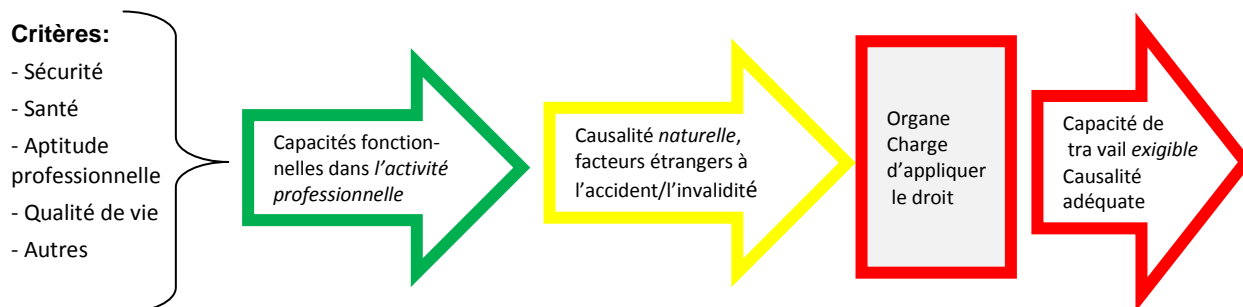 Critères:
- Sécurité
- Santé
- Aptitude
professionnelle
- Qualité de vie
- Autres
Capacités fonction-
nelles dans l'activité
professionnelle
Causalité naturelle,
facteurs étrangers à
l'accident/l'invalidité
Organe
Charge
d'appliquer
le droit
Capacité de
tra vail exigible
Causalité
adéquate